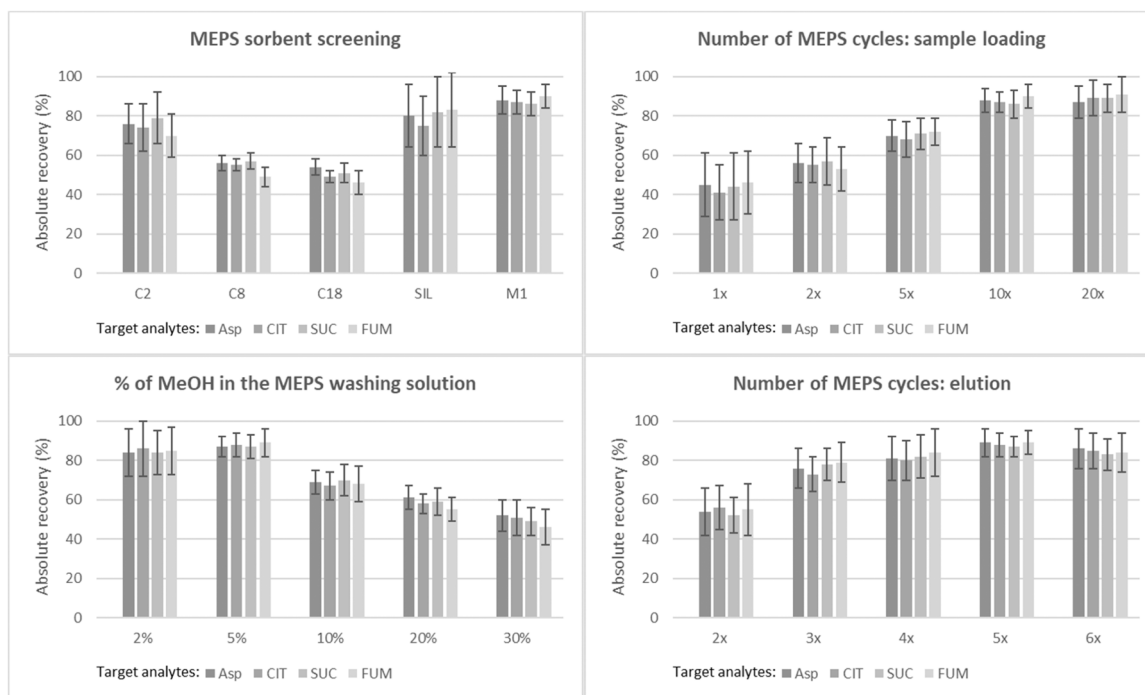 MEPS sorbent screening
Absolute recovery (%)
100
80
60
40
20
0
C2 C8 C18 SIL M1
Target analytes: Asp CIT SUC FUM
Number of MEPS cycles: sample loading
Absolute recovery (%)
100
80
60
40
20
0
1x 2x 5x 10x 20x
Target analytes: Asp CIT SUC FUM
% of MeOH in the MEPS washing solution
Absolute recovery (%)
100
80
60
40
20
0
2% 5% 10% 20% 30%
Target analytes: Asp CIT SUC FUM
Number of MEPS cycles: elution
Absolute recovery (%)
100
80
60
40
20
0
2x 3x 4x 5x 6x
Target analytes: Asp CIT SUC FUM